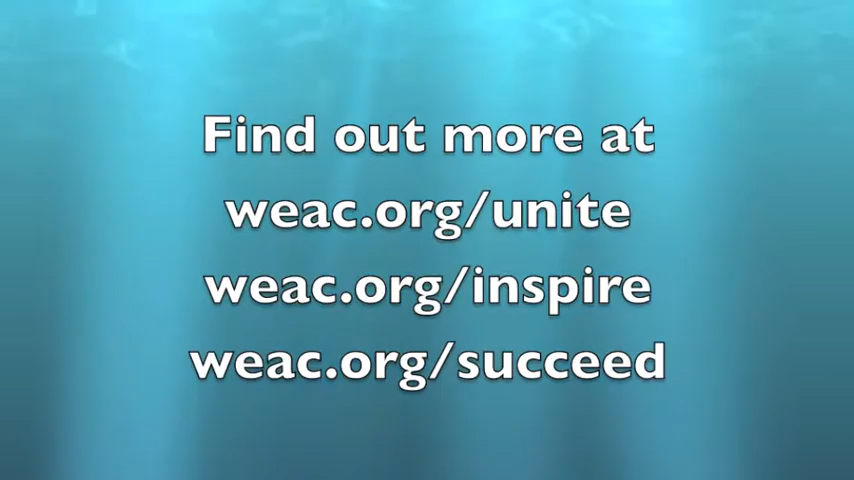 Find out more at
weac.org/unite
weac.org/inspire
weac.org/succeed